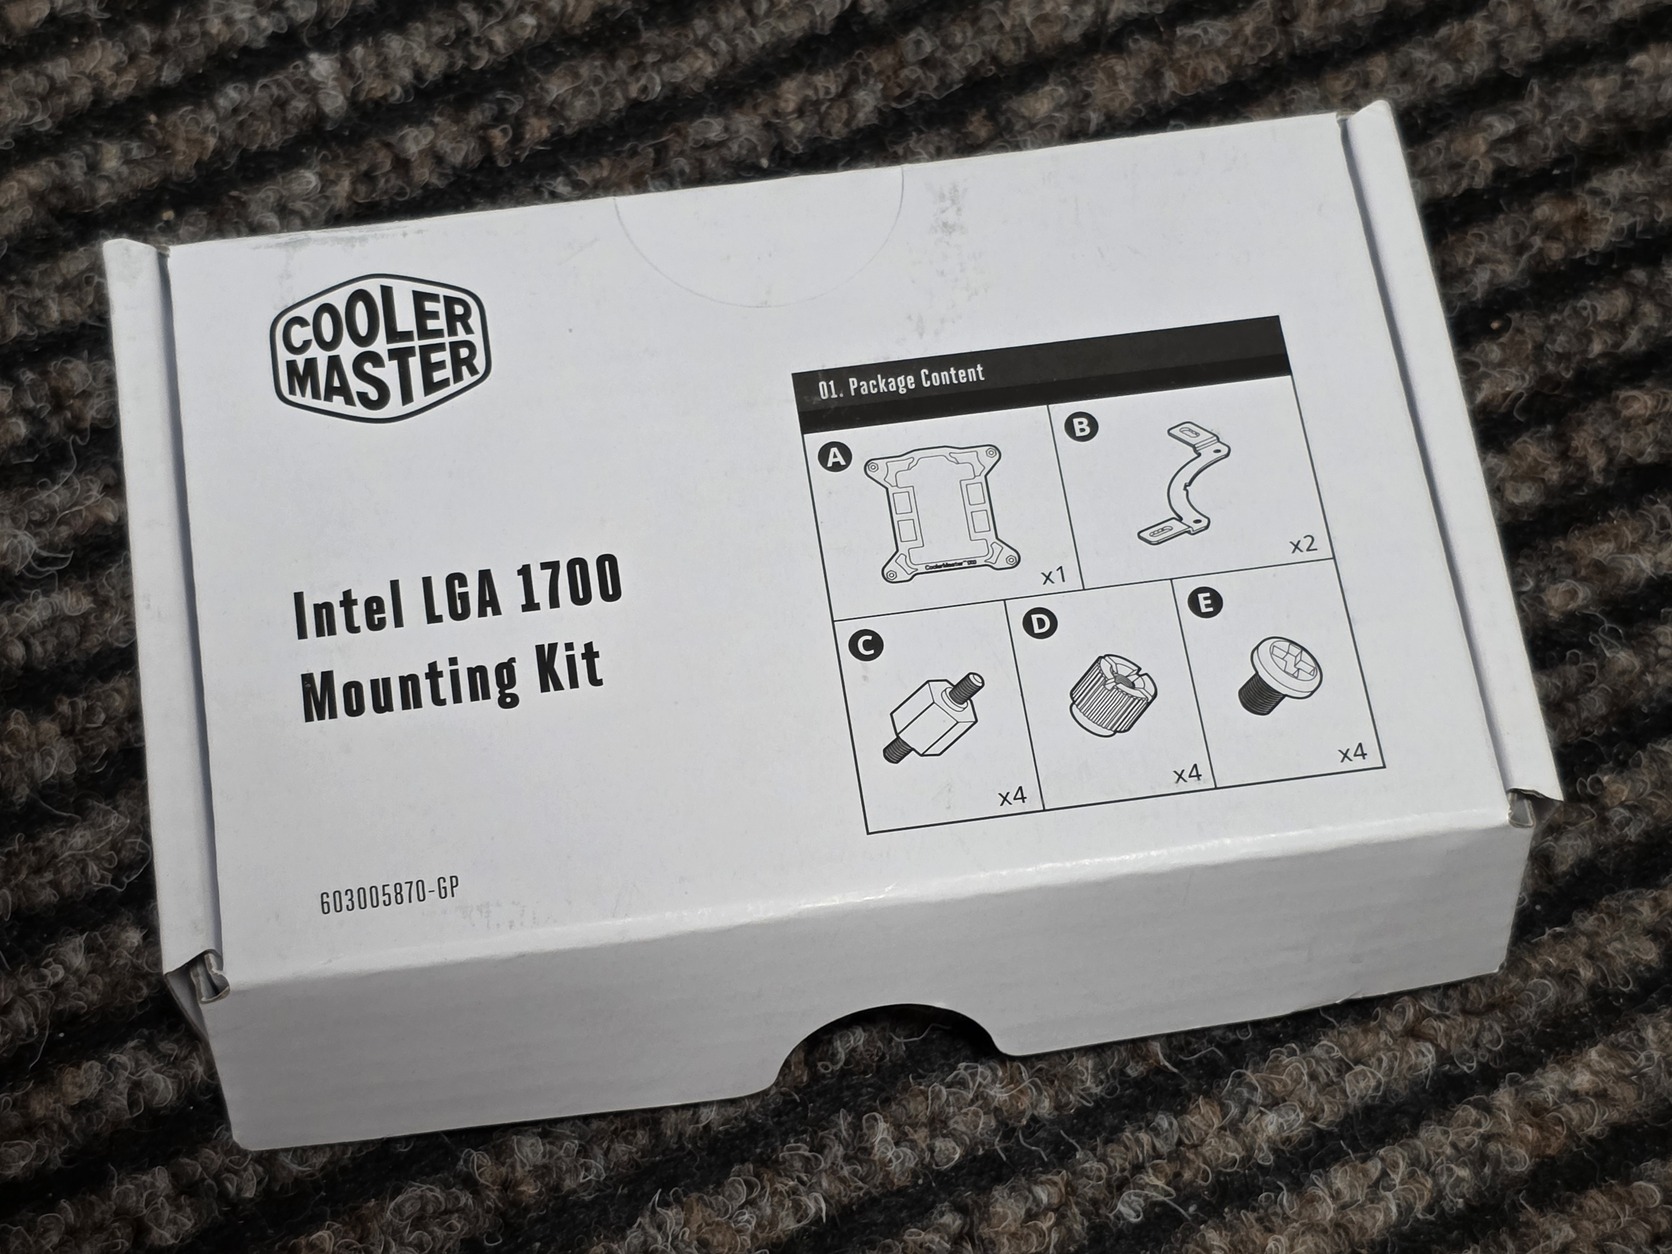 COOLER
MASTER
Intel LGA 1700
Mounting Kit
603005870-GP
01. Package Content
A
x1
B
x2
C
x4
D
x4
E
x4